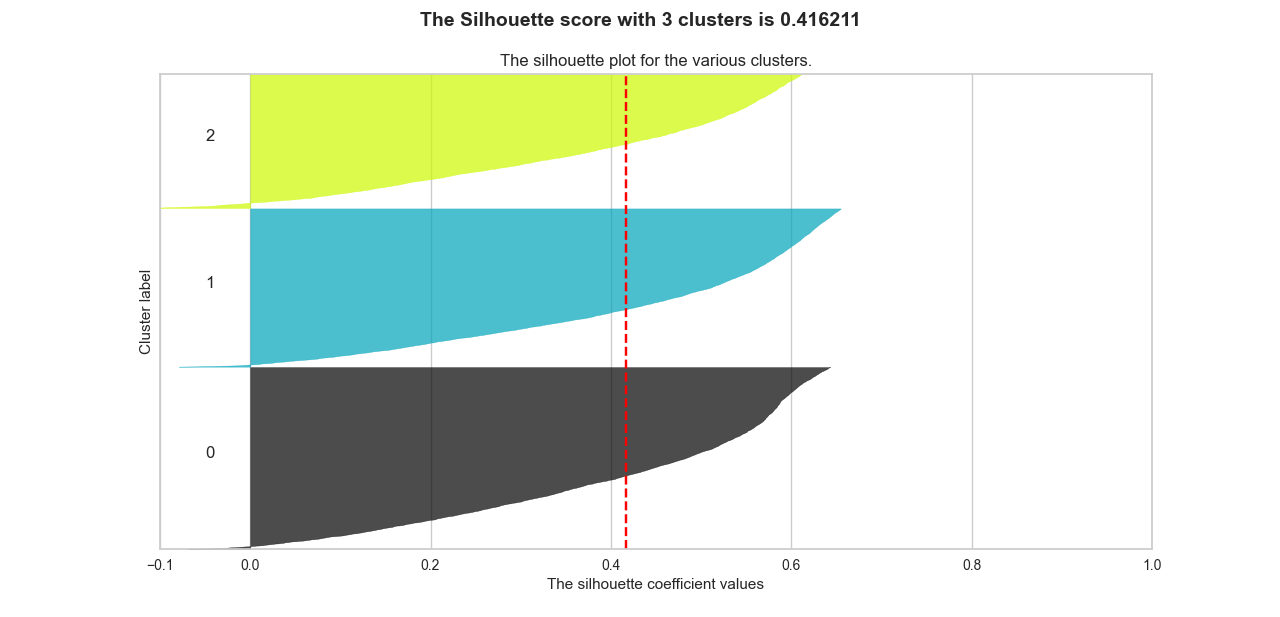 The Silhouette score with 3 clusters is 0.416211
The silhouette plot for the various clusters.
2
1
0
Cluster label
−0.1 0.0 0.2 0.4 0.6 0.8 1.0
The silhouette coefficient values